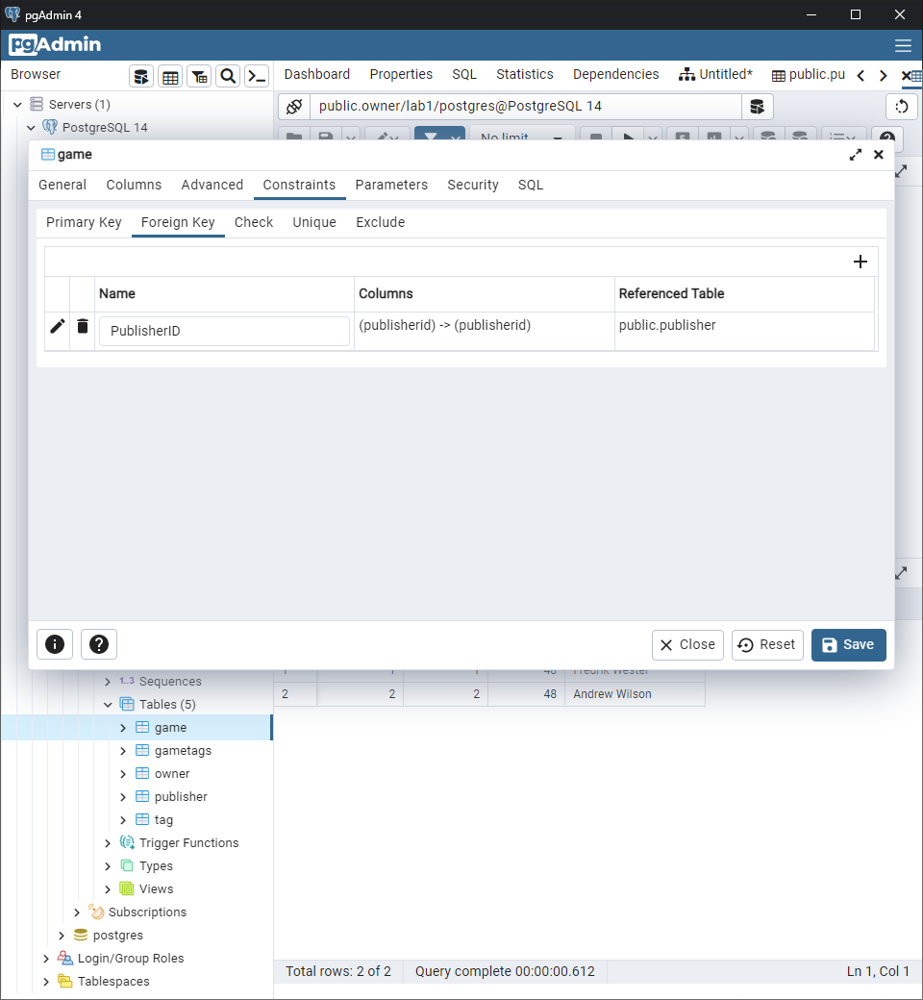 pgAdmin 4
pgAdmin
Browser
Dashboard Properties SQL Statistics Dependencies Untitled* public.pu
Servers (1)
public.owner/lab1/postgres@PostgreSQL 14
PostgreSQL 14
No limit
game
General Columns Advanced Constraints Parameters Security SQL
Primary Key Foreign Key Check Unique Exclude
Name Columns Referenced Table
PublisherID (publisherid) -> (publisherid) public.publisher
Close Reset Save
1 1 1 48 Fredrik Wester
1..3 Sequences
2 2 2 48 Andrew Wilson
Tables (5)
game
gametags
owner
publisher
tag
Trigger Functions
Types
Views
Subscriptions
postgres
Login/Group Roles
Total rows: 2 of 2 Query complete 00:00:00.612 Ln 1, Col 1
Tablespaces